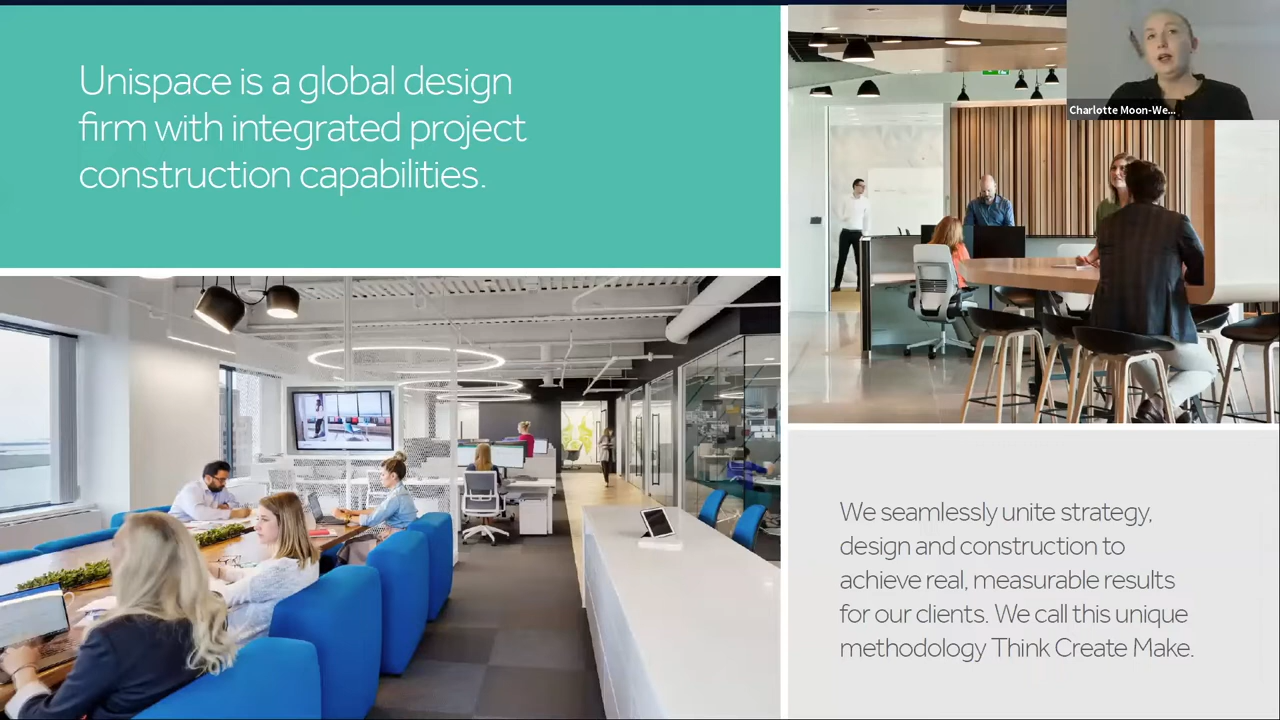 Unispace is a global design
firm with integrated project
construction capabilities.
Charlotte Moon-We...
We seamlessly unite strategy,
design and construction to
achieve real, measurable results
for our clients. We call this unique
methodology Think Create Make.